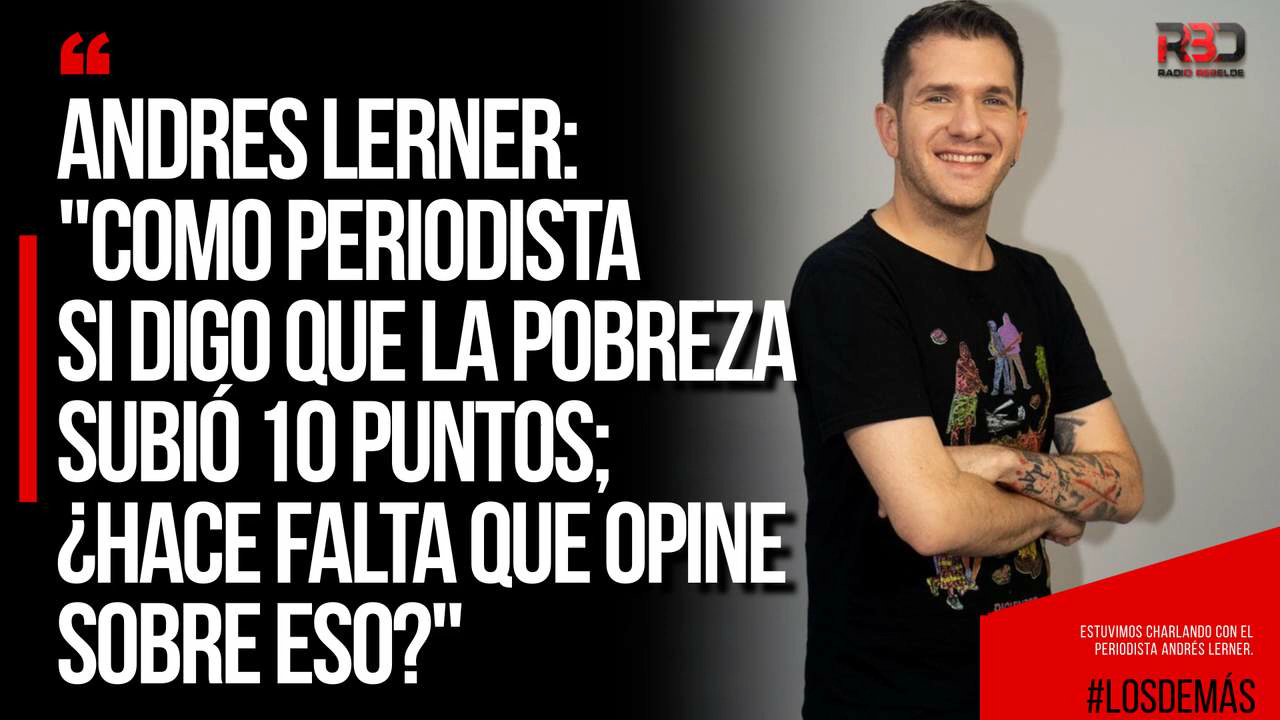 “
ANDRES LERNER:
"COMO PERIODISTA
SI DIGO QUE LA POBREZA
SUBIÓ 10 PUNTOS;
¿HACE FALTA QUE OPINE
SOBRE ESO?"
RBD
RADIO REBELDE
ESTUVIMOS CHARLANDO CON EL
PERIODISTA ANDRÉS LERNER.
#LOSDEMÁS